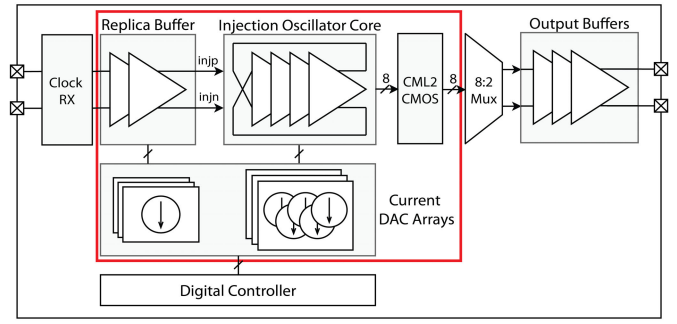 Replica Buffer
Injection Oscillator Core
Output Buffers
Clock
RX
injp
injn
8
CML2
CMOS
8
8:2
Mux
Current
DAC Arrays
Digital Controller